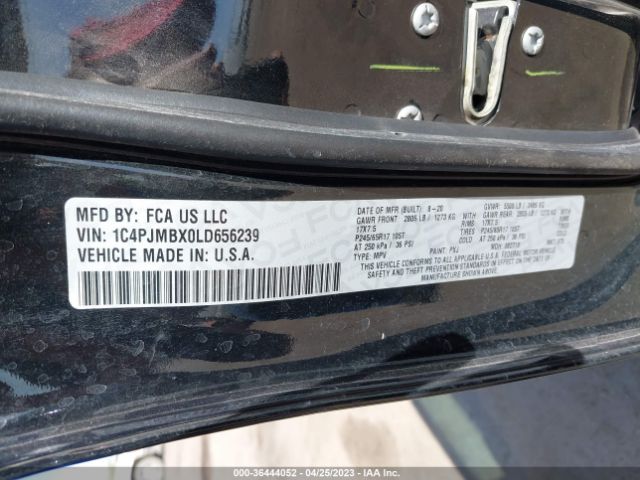 MFD BY: FCA US LLC
VIN: 1C4PJMBX0LD656239
VEHICLE MADE IN: U.S.A.
DATE OF MFR (BUILT) 8-20
GAWR FRONT 2805 LB / 1273 KG WITH
17X7.5
P245/65R17 105T
AT 250 kPa / 36 PSI
TYPE: MPV PAINT: PXJ
GVWR: 5500 LB / 2495 KG
GAWR REAR 2805 LB / 1273 KG WITH
RIMS 17X7.5
TIRES P245/65R17 105T
COLD AT 250 kPa / 36 PSI
THIS VEHICLE CONFORMS TO ALL APPLICABLE U.S.A. FEDERAL MOTOR VEHICLE
THEFT PREVENTION STANDARDS IN EFFECT ON THE DATE OF
MANUFACTURE SHOWN ABOVE.
000-36444052 - 04/25/2023 - IAA Inc.